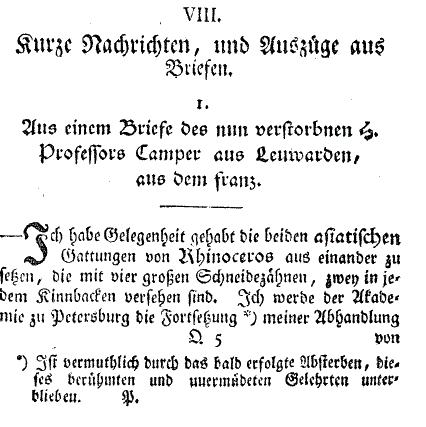 VIII.
Kurze Nachrichten, und Auszüge aus
Briefen.
1.
Aus einem Briefe des nun verstorbnen H.
Professors Camper aus Leuwarden,
aus dem franz.
—Ich habe Gelegenheit gehabt die beiden asiatischen
Gattungen von Rhinoceros aus einander zu
setzen, die mit vier großen Schneidezähnen, zwey in je-
dem Kinnbacken versehen sind. Ich werde der Akade-
mie zu Petersburg die Fortsetzung *) meiner Abhandlung
Q 5 von
*) Ist vermuthlich durch das bald erfolgte Absterben, die-
ses berühmten und unermüdeten Gelehrten unter-
blieben. P.